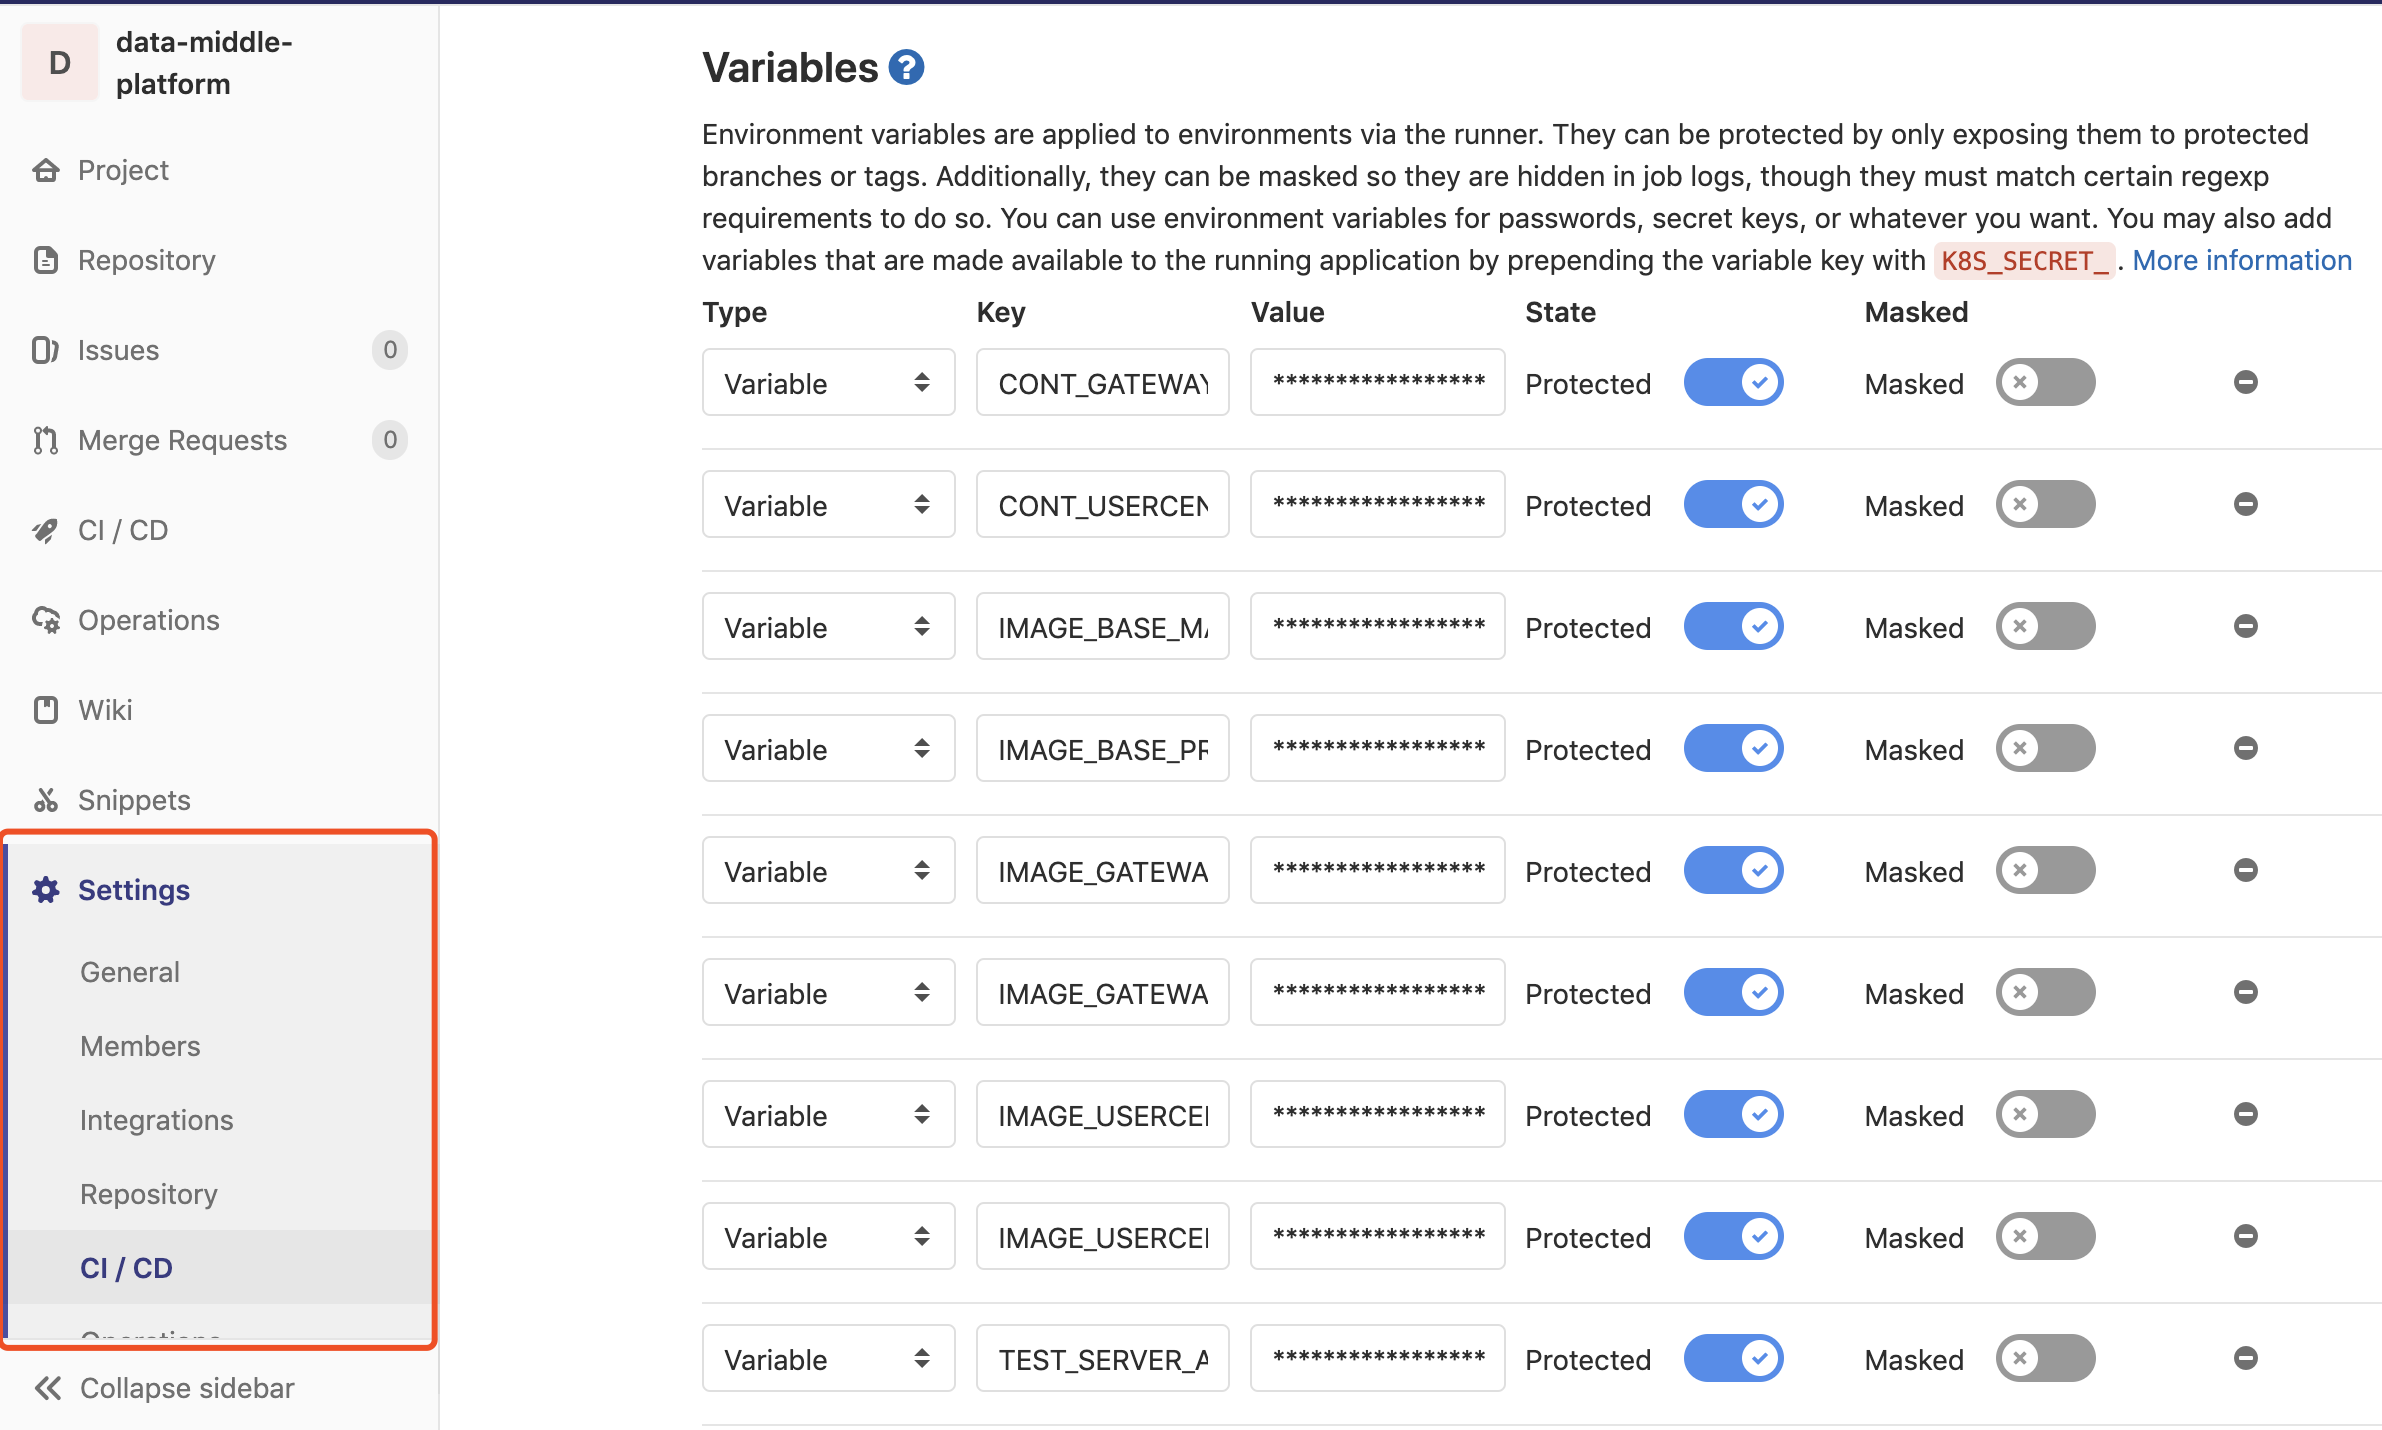 D
data-middle-
platform
Project
Repository
Issues 0
Merge Requests 0
CI / CD
Operations
Wiki
Snippets
Settings
General
Members
Integrations
Repository
CI / CD
Operations
Collapse sidebar
Variables ?
Environment variables are applied to environments via the runner. They can be protected by only exposing them to protected
branches or tags. Additionally, they can be masked so they are hidden in job logs, though they must match certain regexp
requirements to do so. You can use environment variables for passwords, secret keys, or whatever you want. You may also add
variables that are made available to the running application by prepending the variable key with K8S_SECRET_ . More information
Type Key Value State Masked
Variable CONT_GATEWAY ***************** Protected Masked
Variable CONT_USERCEN ***************** Protected Masked
Variable IMAGE_BASE_MA ***************** Protected Masked
Variable IMAGE_BASE_PR ***************** Protected Masked
Variable IMAGE_GATEWA ***************** Protected Masked
Variable IMAGE_GATEWA ***************** Protected Masked
Variable IMAGE_USERCE ***************** Protected Masked
Variable IMAGE_USERCE ***************** Protected Masked
Variable TEST_SERVER_A ***************** Protected Masked